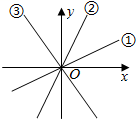 ③ y ②
①
O x